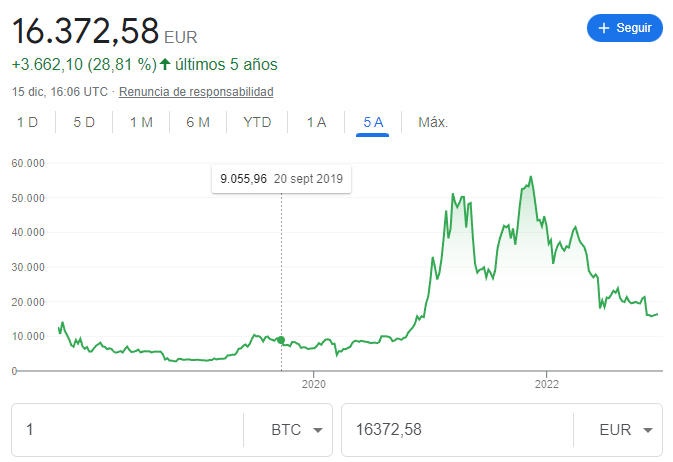 16.372,58 EUR
+ Seguir
+3.662,10 (28,81 %) ↑ últimos 5 años
15 dic, 16:06 UTC · Renuncia de responsabilidad
1 D 5 D 1 M 6 M YTD 1 A 5 A Máx.
60.000
9.055,96 20 sept 2019
50.000
40.000
30.000
20.000
10.000
0
2020 2022
1 BTC 16372,58 EUR